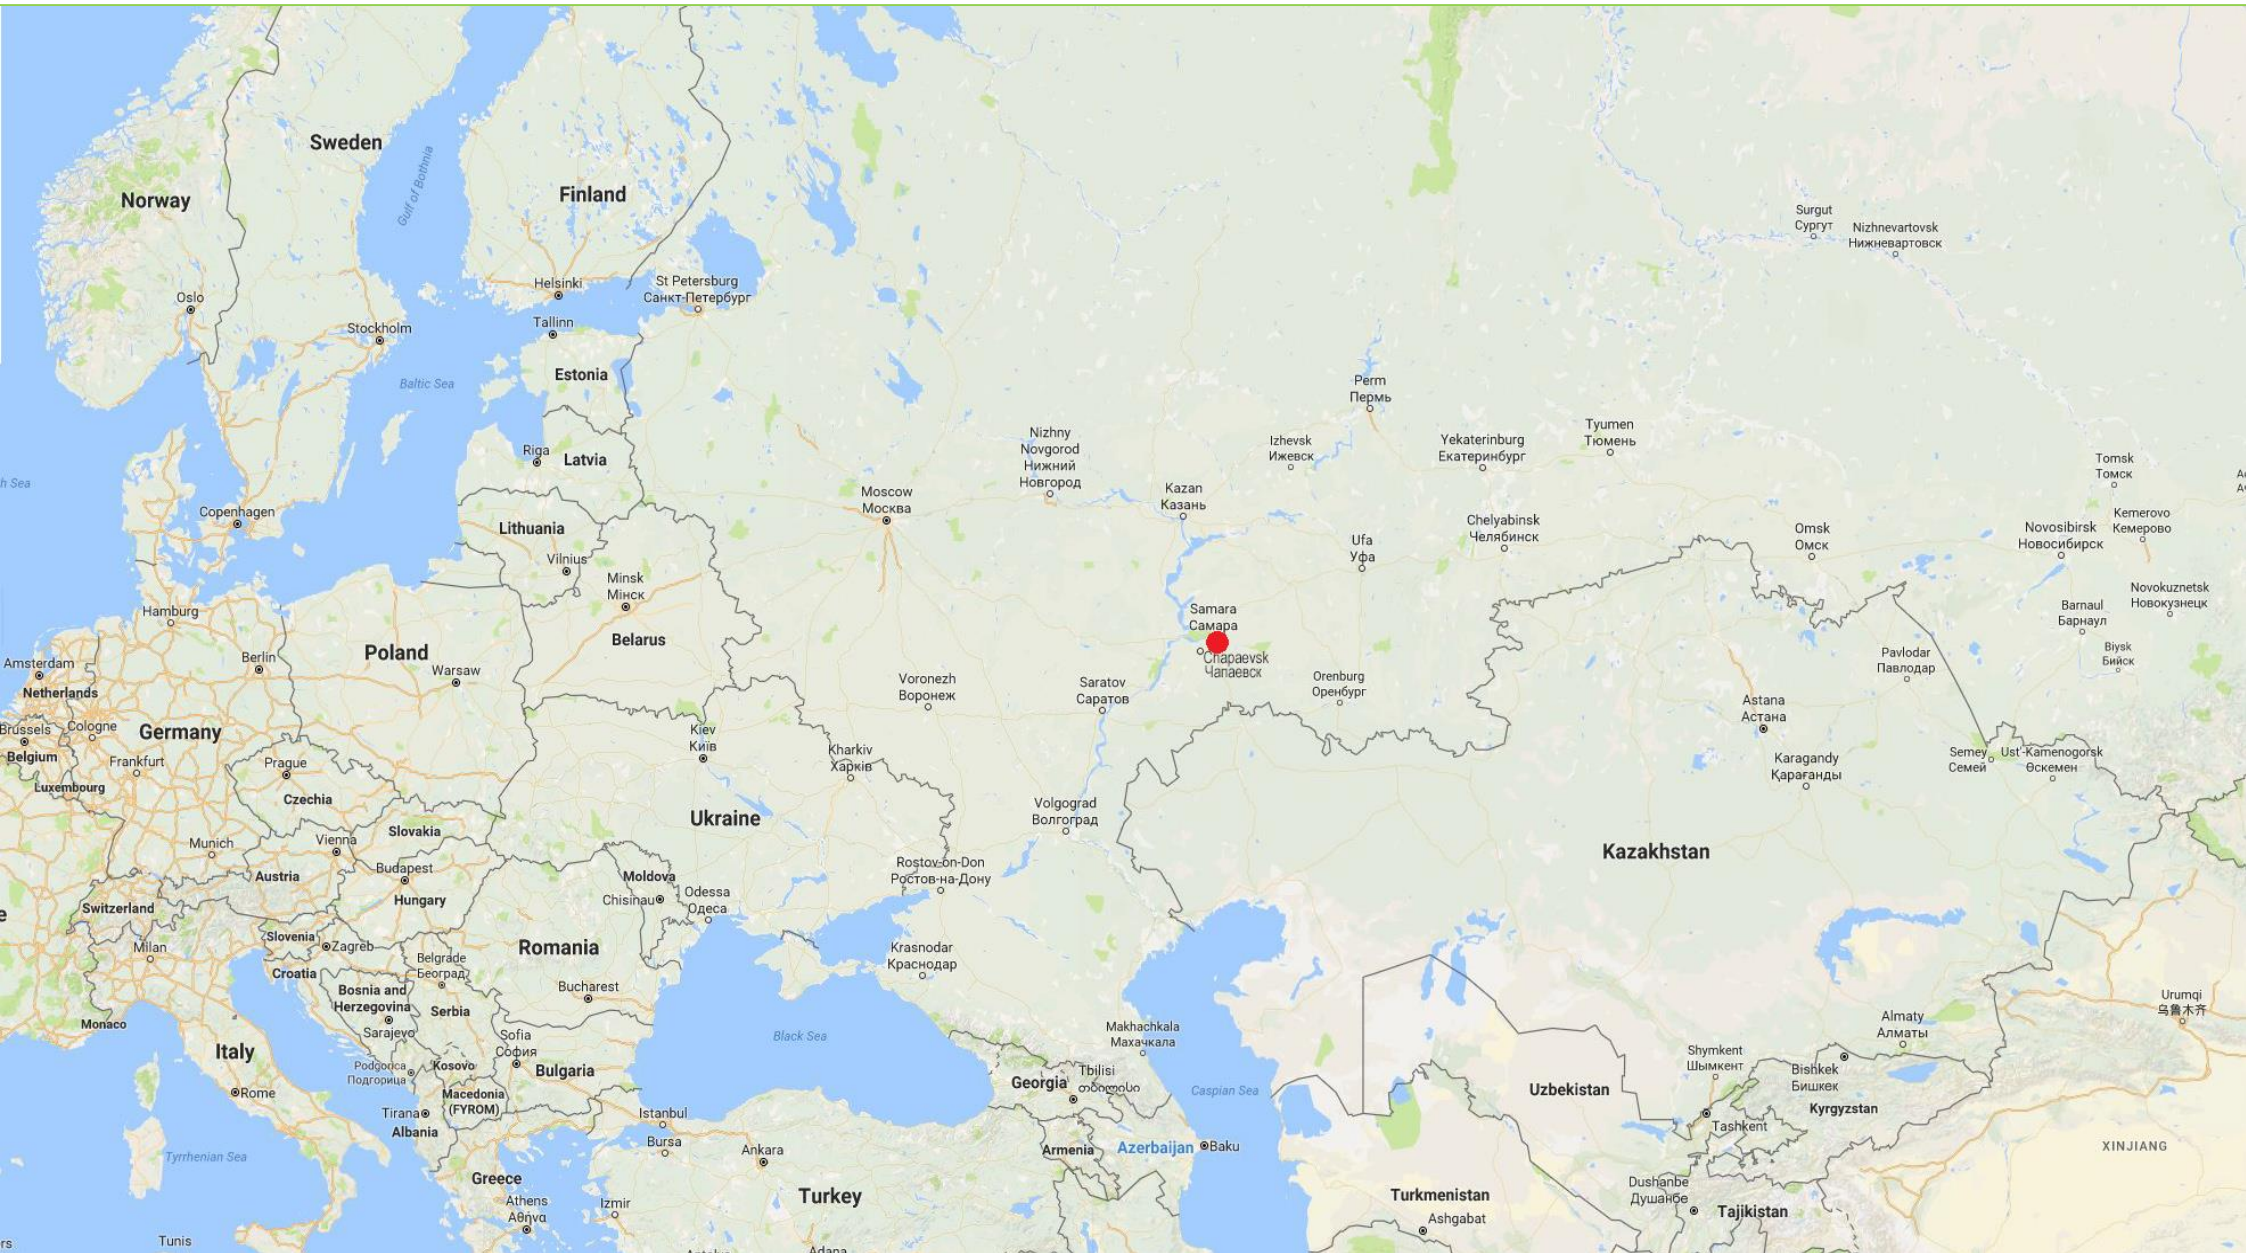 Sweden
Norway
Gulf of Bothnia
Finland
Surgut
Сургут
Nizhnevartovsk
Нижневартовск
Oslo
Helsinki
St Petersburg
Санкт-Петербург
Stockholm
Tallinn
Baltic Sea
Estonia
Perm
Пермь
Riga
Latvia
Nizhny
Novgorod
Нижний
Новгород
Izhevsk
Ижевск
Yekaterinburg
Екатеринбург
Tyumen
Тюмень
Tomsk
Томск
h Sea
Copenhagen
Lithuania
Moscow
Москва
Kazan
Казань
Chelyabinsk
Челябинск
Omsk
Омск
Novosibirsk
Новосибирск
Kemerovo
Кемерово
Vilnius
Ufa
Уфа
Minsk
Мінск
Hamburg
Samara
Самара
Barnaul
Барнаул
Novokuznetsk
Новокузнецк
Belarus
Poland
Amsterdam
Berlin
Warsaw
Chapaevsk
Чапаевск
Pavlodar
Павлодар
Biysk
Бийск
Netherlands
Voronezh
Воронеж
Saratov
Саратов
Orenburg
Оренбург
Brussels
Cologne
Germany
Astana
Астана
Belgium
Frankfurt
Prague
Kiev
Київ
Kharkiv
Харків
Karagandy
Қарағанды
Semey
Семей
Ust'-Kamenogorsk
Өскемен
Luxembourg
Czechia
Ukraine
Volgograd
Волгоград
Slovakia
Munich
Vienna
Kazakhstan
Austria
Budapest
Moldova
Rostov-on-Don
Ростов-на-Дону
Switzerland
Hungary
Chisinau
Odessa
Одеса
e
Milan
Slovenia
Zagreb
Romania
Krasnodar
Краснодар
Croatia
Belgrade
Београд
Bosnia and
Herzegovina
Bucharest
Serbia
Urumqi
乌鲁木齐
Monaco
Sarajevo
Sofia
София
Black Sea
Makhachkala
Махачкала
Almaty
Алматы
Italy
Podgorica
Подгорица
Kosovo
Bulgaria
Georgia
Tbilisi
თბილისი
Shymkent
Шымкент
Bishkek
Бишкек
Rome
Macedonia
(FYROM)
Caspian Sea
Uzbekistan
Kyrgyzstan
Tirana
Albania
Istanbul
Tashkent
Tyrrhenian Sea
Bursa
Ankara
Armenia
Azerbaijan
Baku
XINJIANG
Greece
Turkey
Turkmenistan
Dushanbe
Душанбе
Athens
Αθήνα
Izmir
Ashgabat
Tajikistan
Tunis
Adana